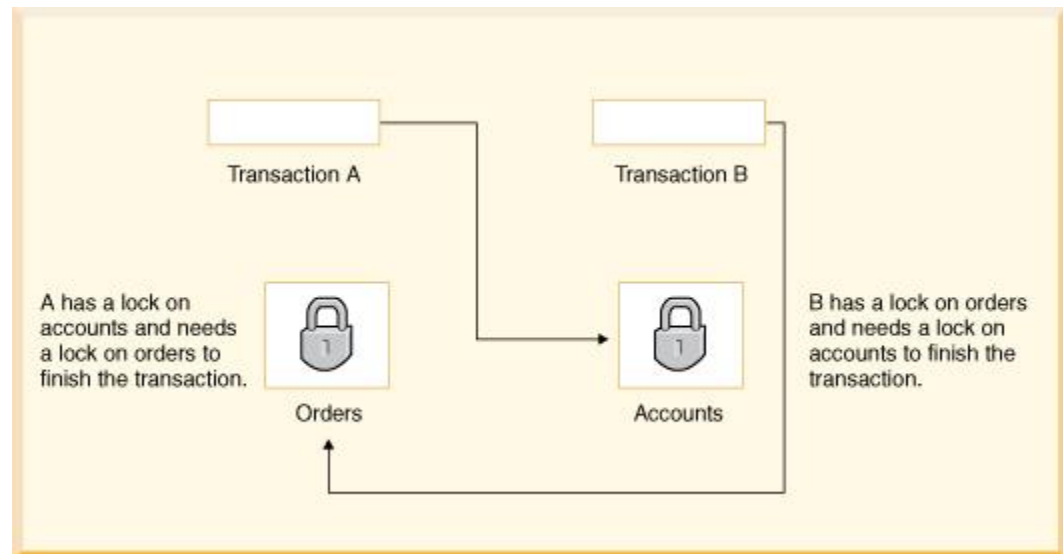 Transaction A
Transaction B
A has a lock on
accounts and needs
a lock on orders to
finish the transaction.
1
Orders
1
Accounts
B has a lock on orders
and needs a lock on
accounts to finish the
transaction.